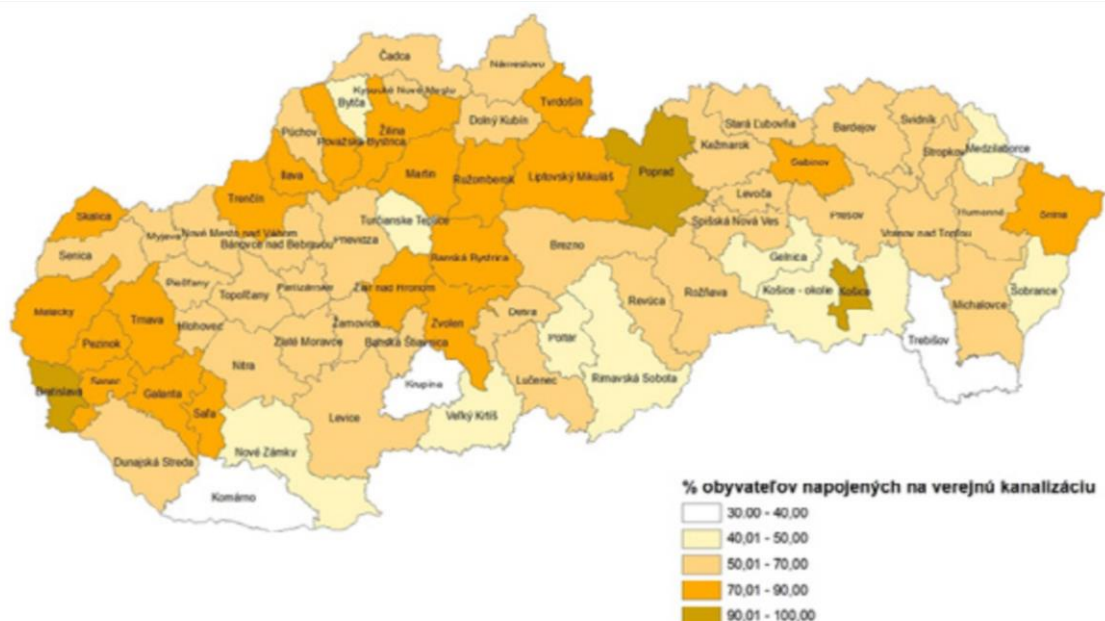 Čadca
Námestovo
Kysucké Nové Mesto
Bytča
Tvrdošín
Dolný Kubín
Púchov
Žilina
Považská Bystrica
Stará Ľubovňa
Bardejov
Svidník
Stropkov
Medzilaborce
Kežmarok
Ilava
Martin
Ružomberok
Liptovský Mikuláš
Poprad
Sabinov
Levoča
Trenčín
Prešov
Humenné
Snina
Skalica
Turčianske Teplice
Spišská Nová Ves
Vranov nad Topľou
Myjava
Nové Mesto nad Váhom
Bánovce nad Bebravou
Prievidza
Brezno
Senica
Banská Bystrica
Gelnica
Piešťany
Topoľčany
Partizánske
Žiar nad Hronom
Košice - okolie
Košice
Sobrance
Revúca
Rožňava
Michalovce
Malacky
Trnava
Hlohovec
Žarnovica
Zvolen
Detva
Pezinok
Zlaté Moravce
Banská Štiavnica
Poltár
Trebišov
Nitra
Bratislava
Senec
Galanta
Šaľa
Krupina
Lučenec
Rimavská Sobota
Levice
Veľký Krtíš
Nové Zámky
Dunajská Streda
Komárno
% obyvateľov napojených na verejnú kanalizáciu
30,00 - 40,00
40,01 - 50,00
50,01 - 70,00
70,01 - 90,00
90,01 - 100,00